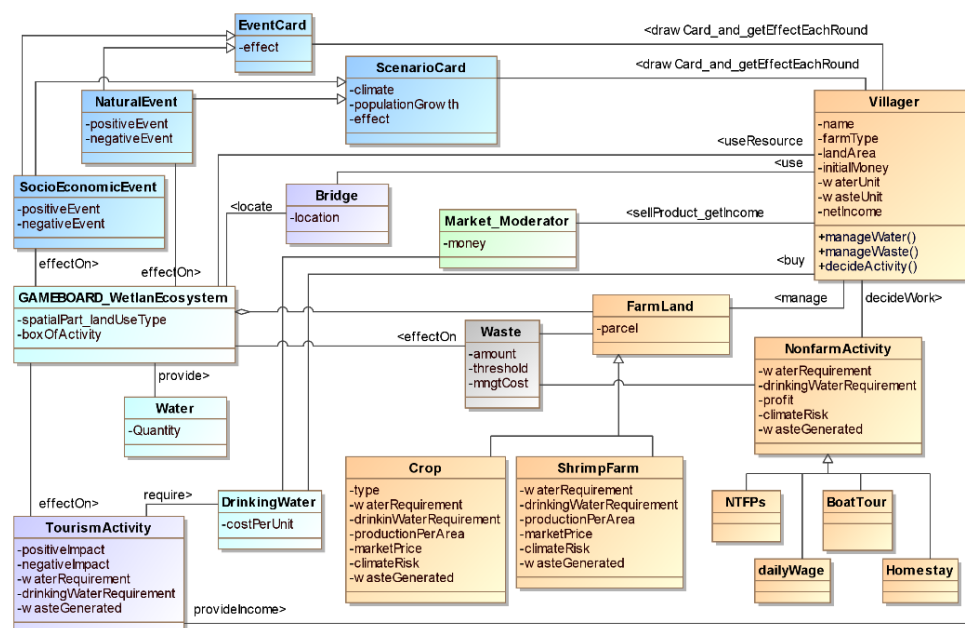 EventCard
-effect
<draw Card_and_getEffectEachRound
ScenarioCard
-climate
-populationGrowth
-effect
<draw Card_and_getEffectEachRound
NaturalEvent
-positiveEvent
-negativeEvent
Villager
-name
-farmType
-landArea
-initialMoney
-waterUnit
-wasteUnit
-netIncome
+manageWater()
+manageWaste()
+decideActivity()
<useResource
<use
SocioEconomicEvent
-positiveEvent
-negativeEvent
Bridge
-location
<locate
Market_Moderator
-money
<sellProduct_getIncome
effectOn>
effectOn>
<buy
GAMEBOARD_WetlanEcosystem
-spatialPart_landUseType
-boxOfActivity
FarmLand
-parcel
<manage
decideWork>
<effectOn
Waste
-amount
-threshold
-mngtCost
NonfarmActivity
-waterRequirement
-drinkingWaterRequirement
-profit
-climateRisk
-wasteGenerated
provide>
Water
-Quantity
Crop
-type
-waterRequirement
-drinkinWaterRequirement
-productionPerArea
-marketPrice
-climateRisk
-wasteGenerated
ShrimpFarm
-waterRequirement
-drinkingWaterRequirement
-productionPerArea
-marketPrice
-climateRisk
-wasteGenerated
NTFPs
BoatTour
dailyWage
Homestay
effectOn>
require>
DrinkingWater
-costPerUnit
TourismActivity
-positiveImpact
-negativeImpact
-waterRequirement
-drinkingWaterRequirement
-wasteGenerated
provideIncome>